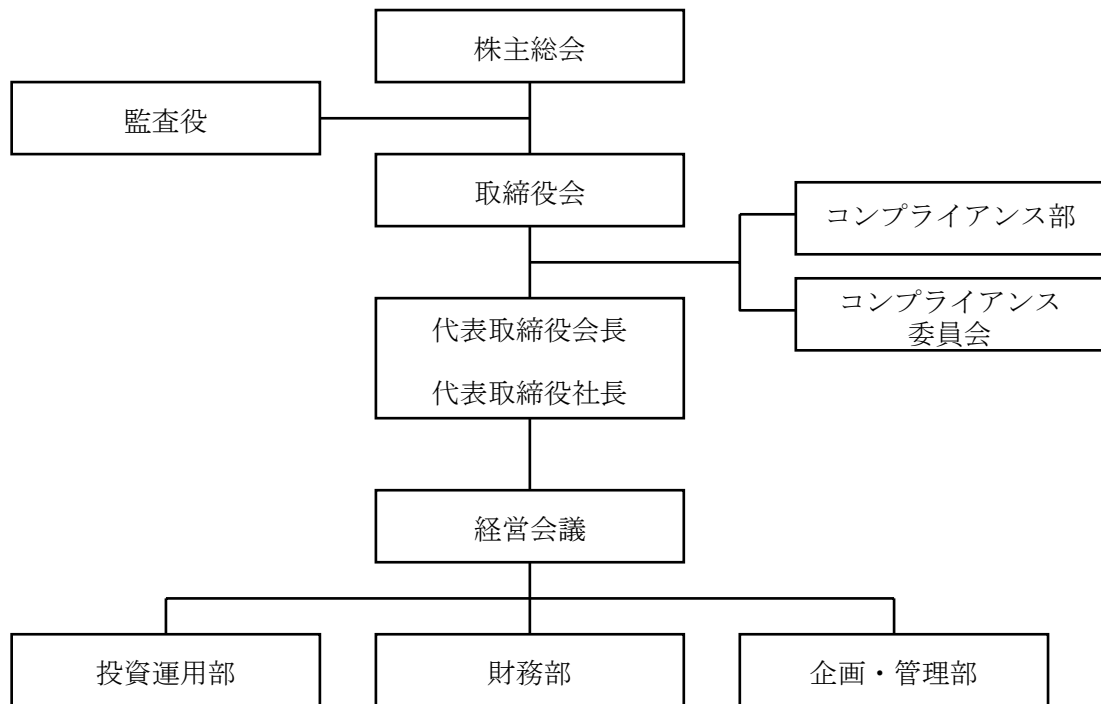 株主総会
監査役
取締役会
コンプライアンス部
コンプライアンス
委員会
代表取締役会長
代表取締役社長
経営会議
投資運用部
財務部
企画・管理部